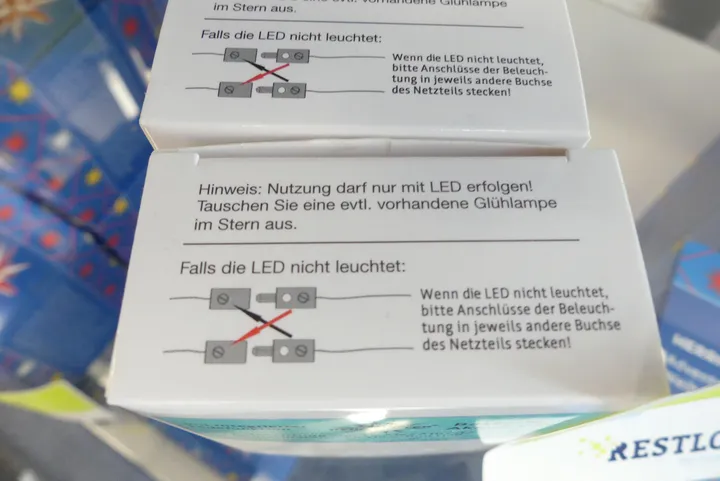 im Stern aus.
Falls die LED nicht leuchtet:
Wenn die LED nicht leuchtet,
bitte Anschlüsse der Beleuch-
tung in jeweils andere Buchse
des Netzteils stecken!
Hinweis: Nutzung darf nur mit LED erfolgen!
Tauschen Sie eine evtl. vorhandene Glühlampe
im Stern aus.
Falls die LED nicht leuchtet:
Wenn die LED nicht leuchtet,
bitte Anschlüsse der Beleuch-
tung in jeweils andere Buchse
des Netzteils stecken!